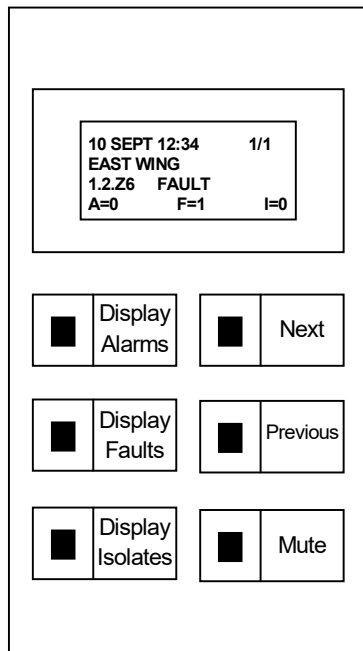 10 SEPT 12:34 1/1
EAST WING
1.2.Z6 FAULT
A=0 F=1 I=0
Display
Alarms
Next
Display
Faults
Previous
Display
Isolates
Mute